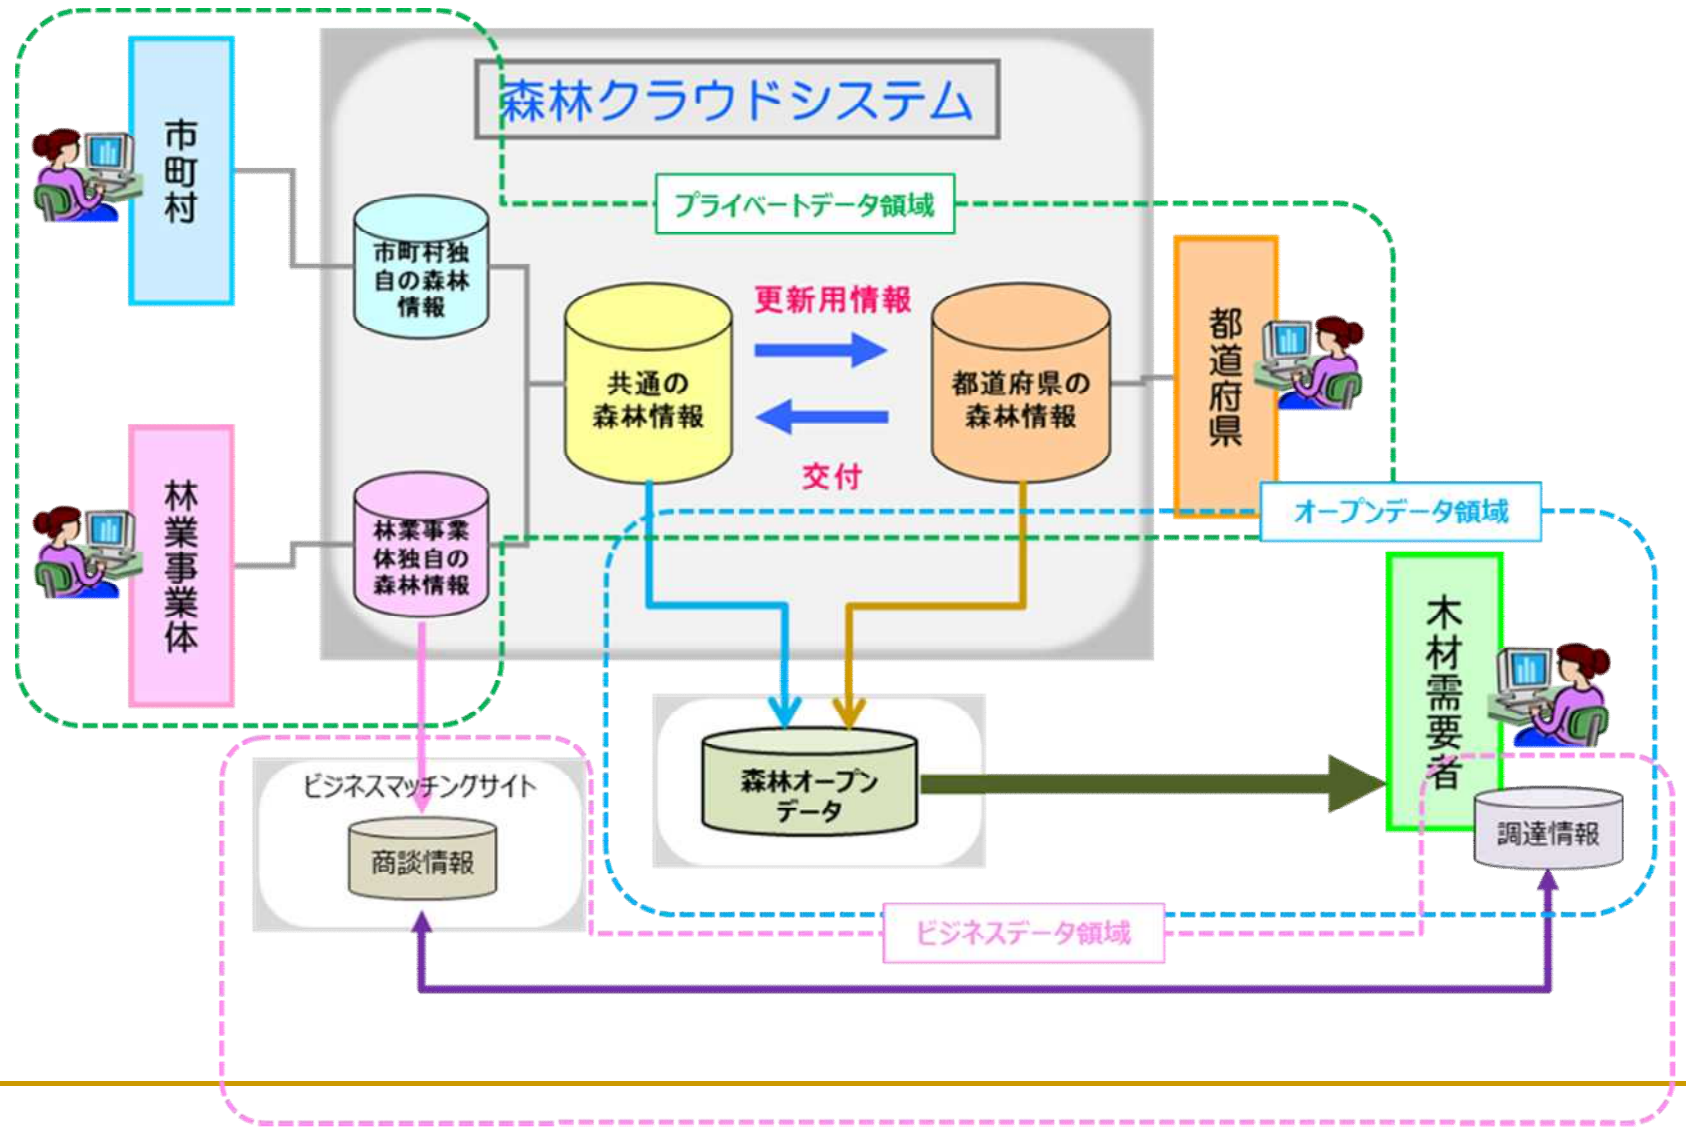 森林クラウドシステム
市町村
プライベートデータ領域
市町村独
自の森林
情報
更新用情報
共通の
森林情報
都道府県の
森林情報
都道府県
交付
林業事業体
林業事業
体独自の
森林情報
オープンデータ領域
木材需要者
ビジネスマッチングサイト
商談情報
森林オープン
データ
調達情報
ビジネスデータ領域